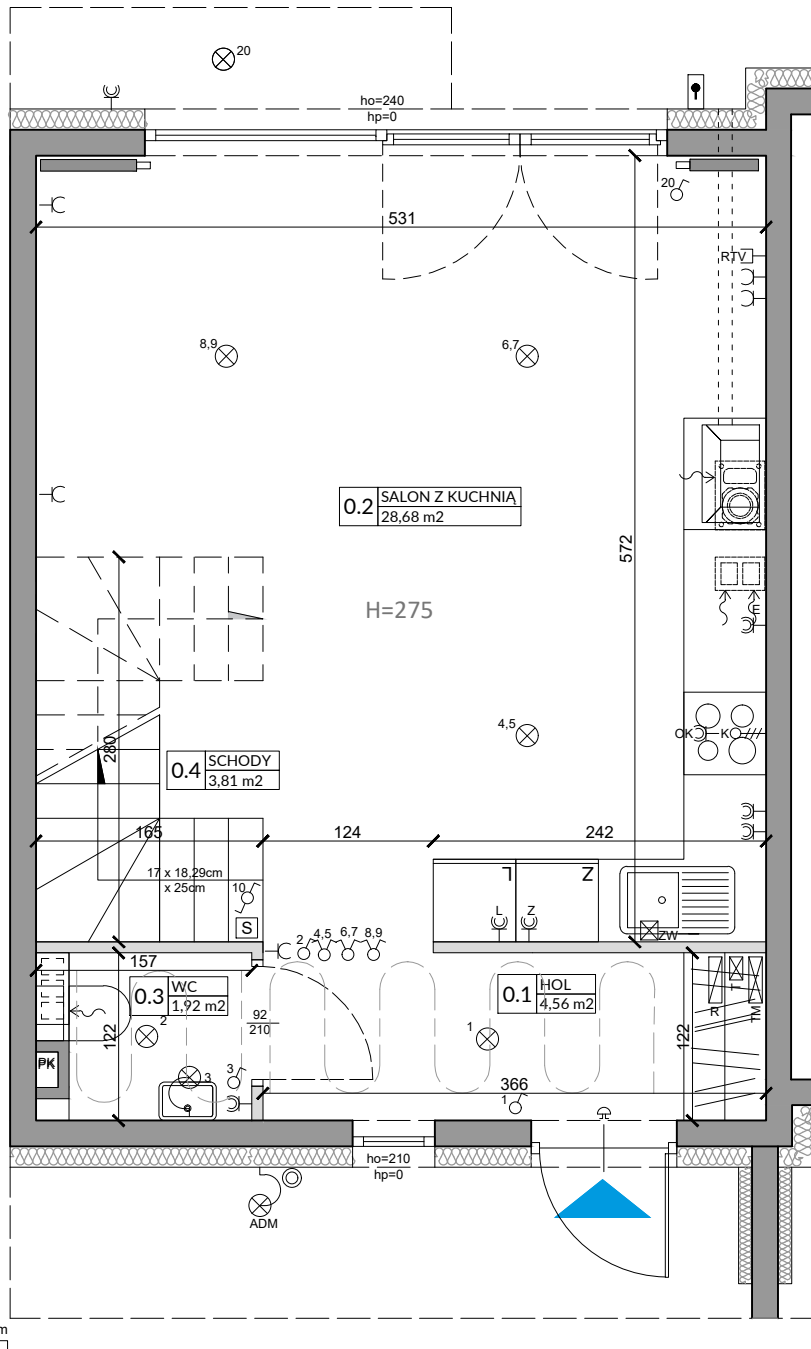 20
ho=240
hp=0
20
531
RTV
8,9
6,7
0.2
SALON Z KUCHNIĄ
28,68 m2
572
H=275
E
4,5
OK
K
280
0.4
SCHODY
3,81 m2
165
124
242
17 x 18,29cm
x 25cm
L
Z
10
L
Z
S
2
4,5
6,7
8,9
ZW
157
0.3
WC
1,92 m2
0.1
HOL
4,56 m2
T
R
TM
92
210
2
1
122
122
PK
3
3
366
1
ho=210
hp=0
ADM
m